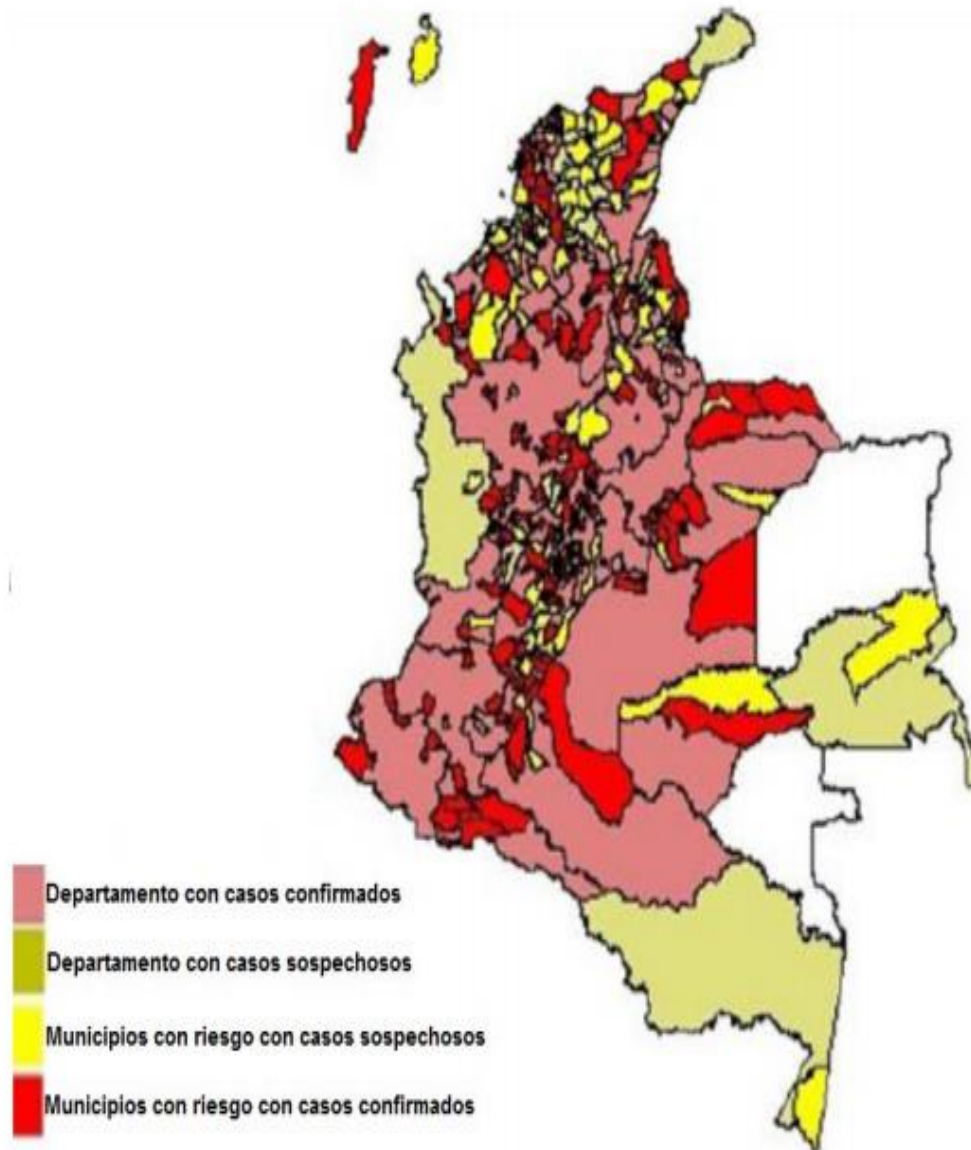 Departamento con casos confirmados
Departamento con casos sospechosos
Municipios con riesgo con casos sospechosos
Municipios con riesgo con casos confirmados